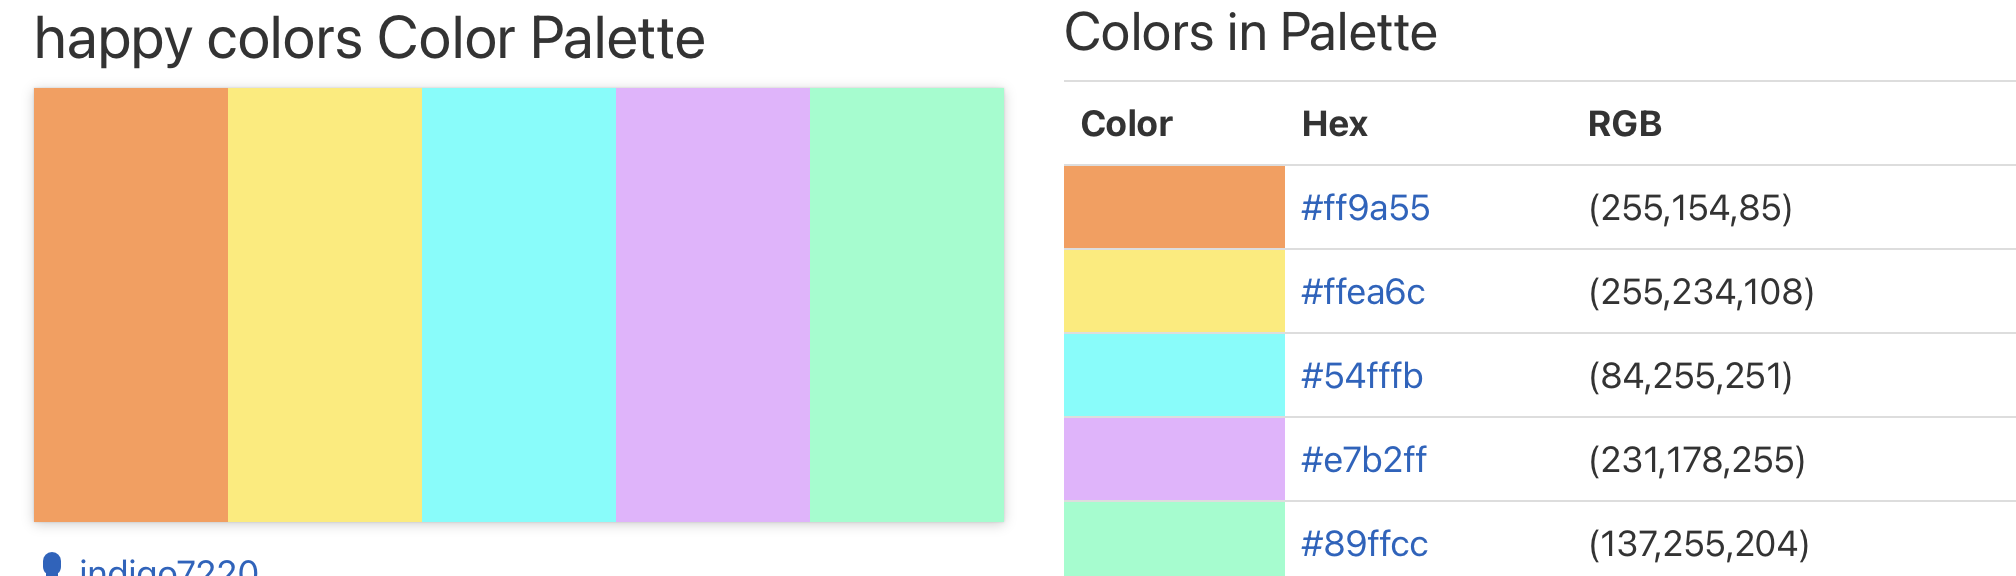 happy colors Color Palette
indigo7220
Colors in Palette
Color Hex RGB
#ff9a55 (255,154,85)
#ffea6c (255,234,108)
#54fffb (84,255,251)
#e7b2ff (231,178,255)
#89ffcc (137,255,204)